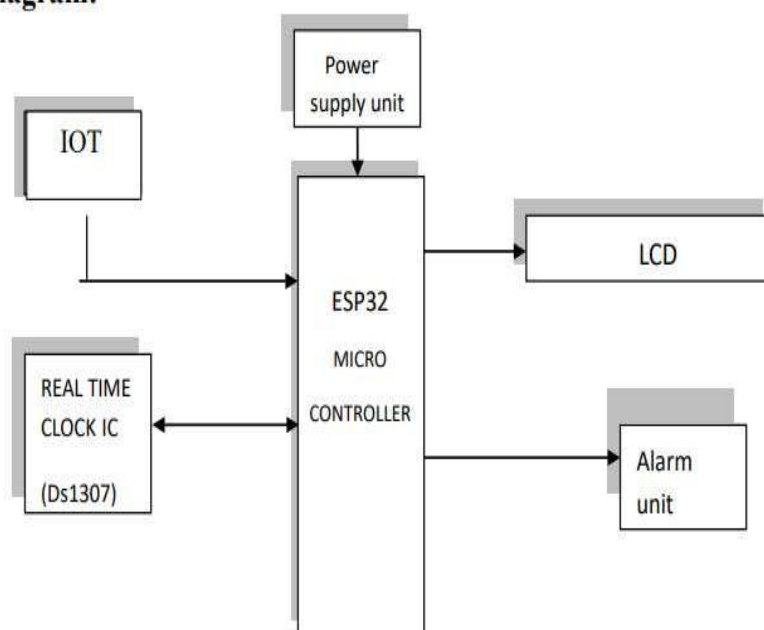 Power
supply unit
IOT
LCD
ESP32
MICRO
CONTROLLER
REAL TIME
CLOCK IC
(Ds1307)
Alarm
unit